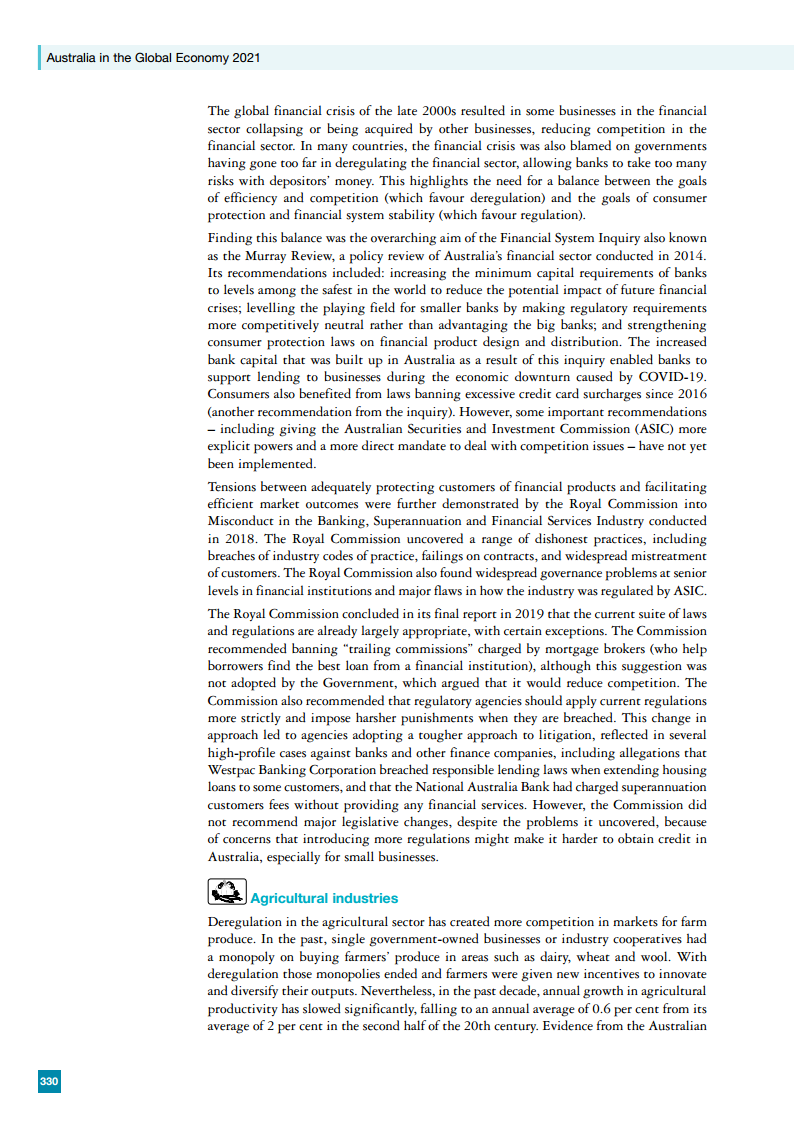 Australia in the Global Economy 2021
The global financial crisis of the late 2000s resulted in some businesses in the financial
sector collapsing or being acquired by other businesses, reducing competition in the
financial sector. In many countries, the financial crisis was also blamed on governments
having gone too far in deregulating the financial sector, allowing banks to take too many
risks with depositors’ money. This highlights the need for a balance between the goals
of efficiency and competition (which favour deregulation) and the goals of consumer
protection and financial system stability (which favour regulation).
Finding this balance was the overarching aim of the Financial System Inquiry also known
as the Murray Review, a policy review of Australia’s financial sector conducted in 2014.
Its recommendations included: increasing the minimum capital requirements of banks
to levels among the safest in the world to reduce the potential impact of future financial
crises; levelling the playing field for smaller banks by making regulatory requirements
more competitively neutral rather than advantaging the big banks; and strengthening
consumer protection laws on financial product design and distribution. The increased
bank capital that was built up in Australia as a result of this inquiry enabled banks to
support lending to businesses during the economic downturn caused by COVID-19.
Consumers also benefited from laws banning excessive credit card surcharges since 2016
(another recommendation from the inquiry). However, some important recommendations
– including giving the Australian Securities and Investment Commission (ASIC) more
explicit powers and a more direct mandate to deal with competition issues – have not yet
been implemented.
Tensions between adequately protecting customers of financial products and facilitating
efficient market outcomes were further demonstrated by the Royal Commission into
Misconduct in the Banking, Superannuation and Financial Services Industry conducted
in 2018. The Royal Commission uncovered a range of dishonest practices, including
breaches of industry codes of practice, failings on contracts, and widespread mistreatment
of customers. The Royal Commission also found widespread governance problems at senior
levels in financial institutions and major flaws in how the industry was regulated by ASIC.
The Royal Commission concluded in its final report in 2019 that the current suite of laws
and regulations are already largely appropriate, with certain exceptions. The Commission
recommended banning “trailing commissions” charged by mortgage brokers (who help
borrowers find the best loan from a financial institution), although this suggestion was
not adopted by the Government, which argued that it would reduce competition. The
Commission also recommended that regulatory agencies should apply current regulations
more strictly and impose harsher punishments when they are breached. This change in
approach led to agencies adopting a tougher approach to litigation, reflected in several
high-profile cases against banks and other finance companies, including allegations that
Westpac Banking Corporation breached responsible lending laws when extending housing
loans to some customers, and that the National Australia Bank had charged superannuation
customers fees without providing any financial services. However, the Commission did
not recommend major legislative changes, despite the problems it uncovered, because
of concerns that introducing more regulations might make it harder to obtain credit in
Australia, especially for small businesses.
Agricultural industries
Deregulation in the agricultural sector has created more competition in markets for farm
produce. In the past, single government-owned businesses or industry cooperatives had
a monopoly on buying farmers’ produce in areas such as dairy, wheat and wool. With
deregulation those monopolies ended and farmers were given new incentives to innovate
and diversify their outputs. Nevertheless, in the past decade, annual growth in agricultural
productivity has slowed significantly, falling to an annual average of 0.6 per cent from its
average of 2 per cent in the second half of the 20th century. Evidence from the Australian
330